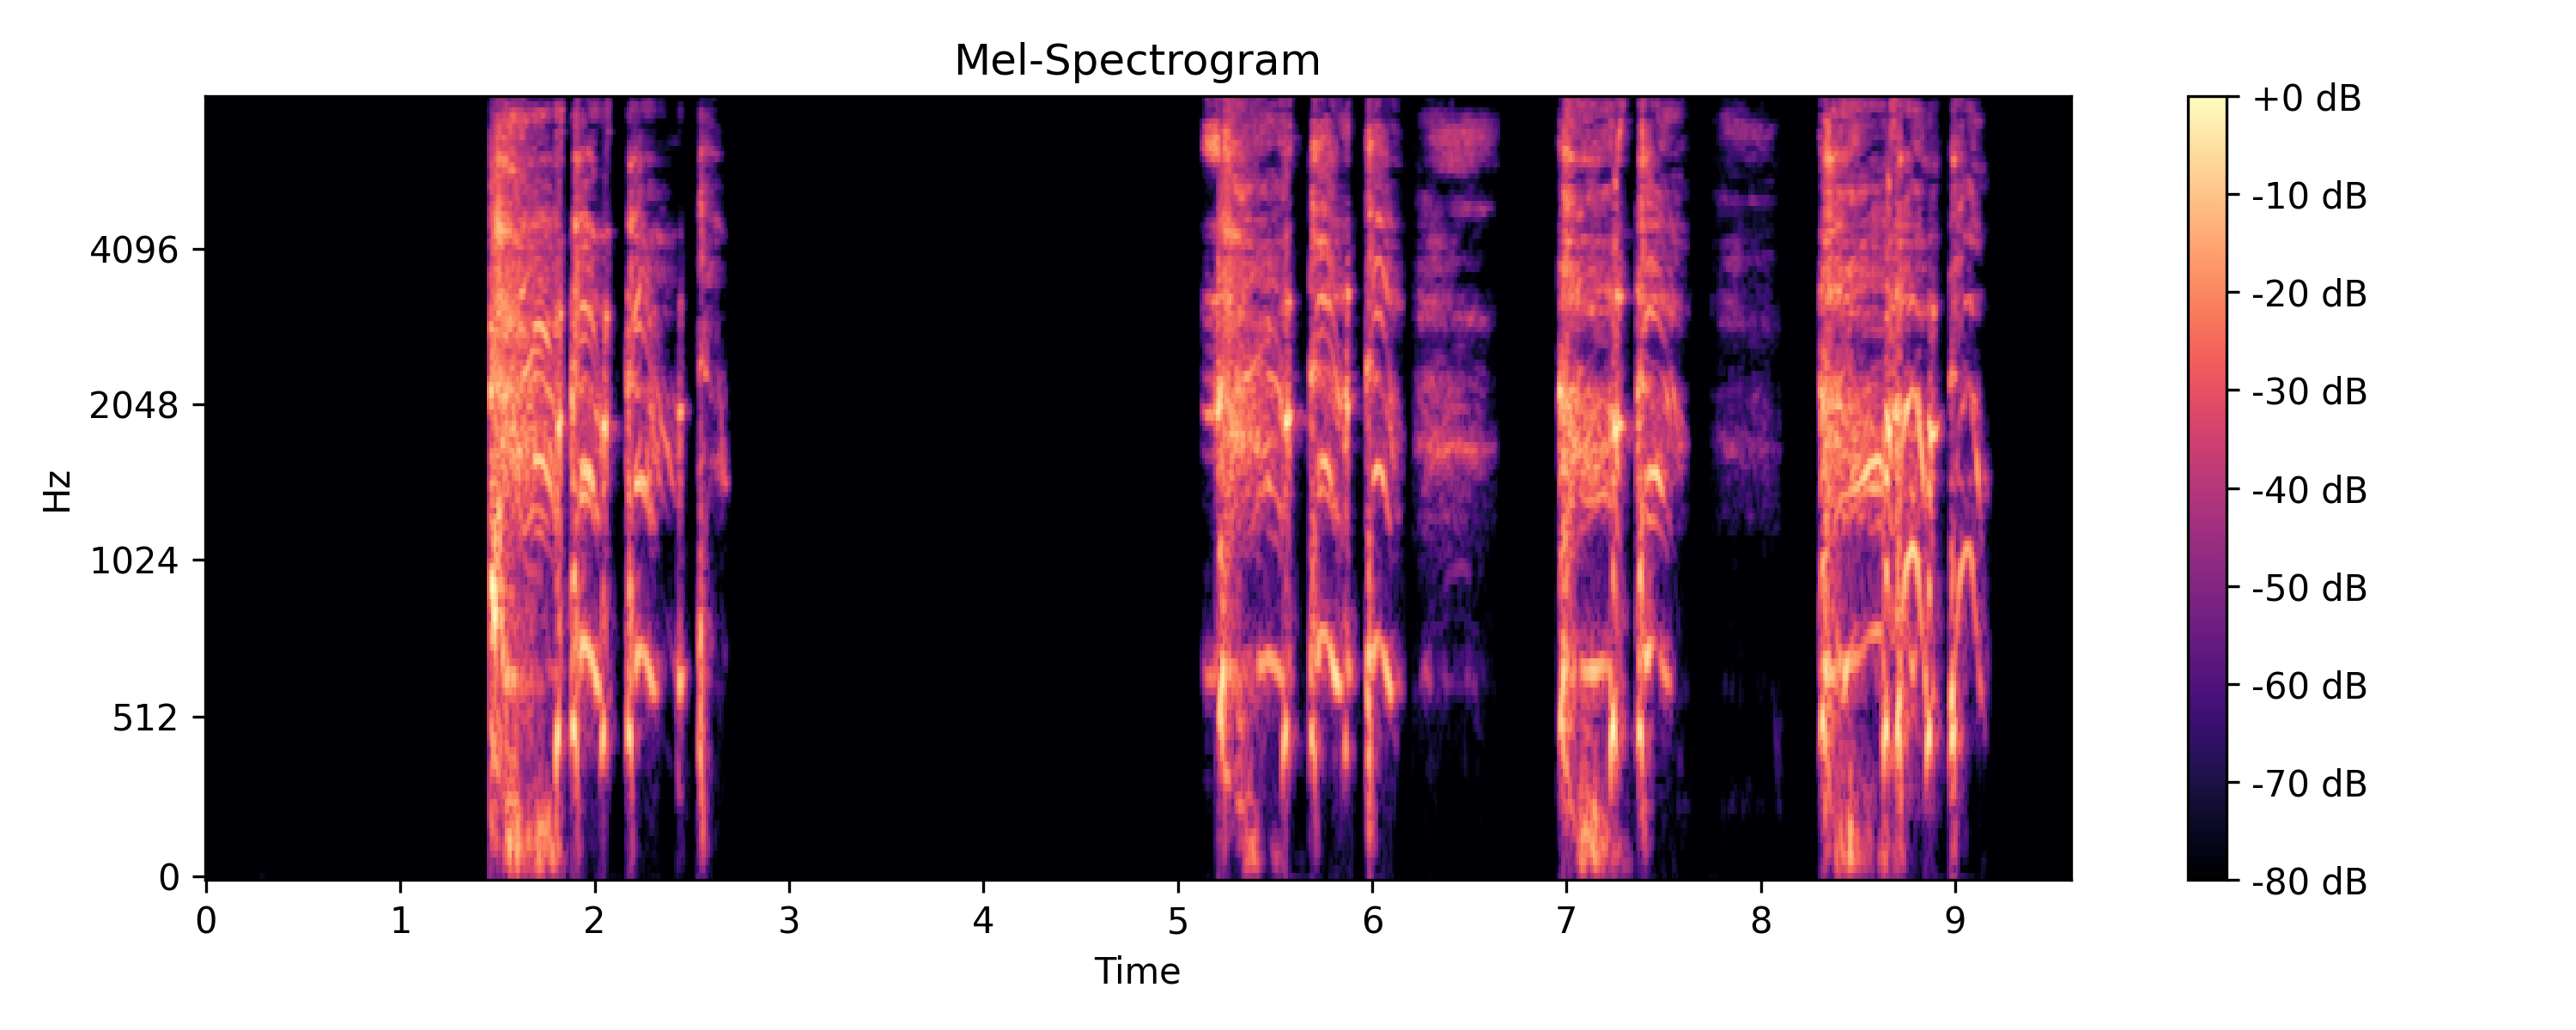 Mel-Spectrogram
+0 dB
-10 dB
-20 dB
-30 dB
-40 dB
-50 dB
-60 dB
-70 dB
-80 dB
4096
2048
1024
512
0
Hz
0 1 2 3 4 5 6 7 8 9
Time